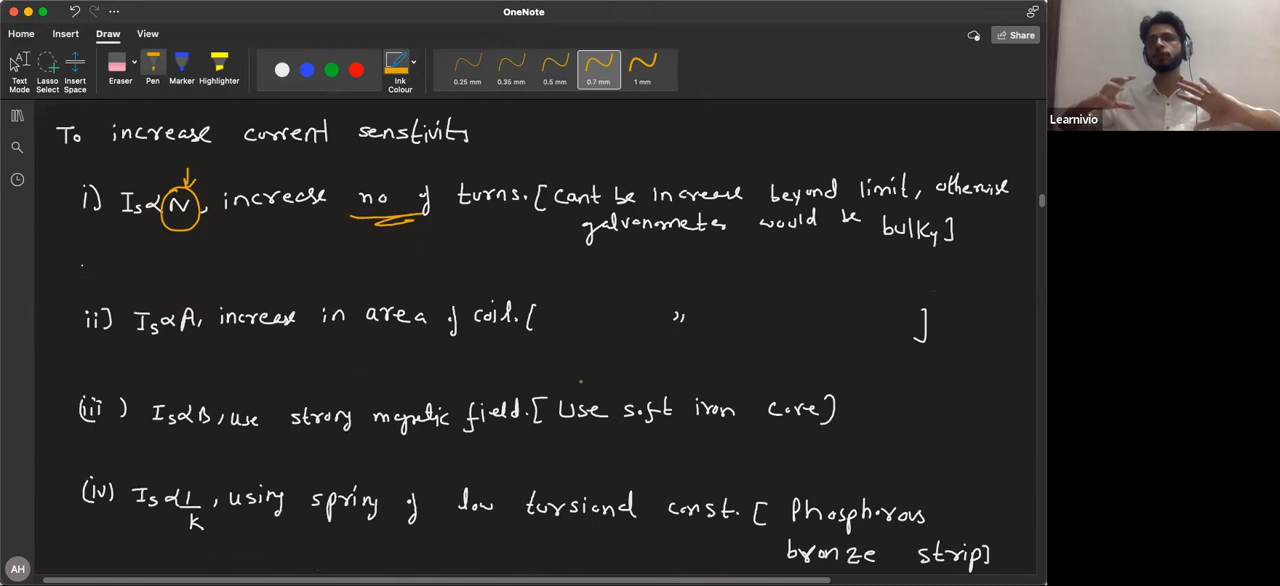 OneNote
Home Insert Draw View
Share
Text Mode
Lasso Select
Insert Space
Eraser
Pen
Marker
Highlighter
Ink Colour
0.25 mm
0.35 mm
0.5 mm
0.7 mm
1 mm
Learnivio
To increase current senstivity
i) Is∝N, increase no of turns. [Cant be increase beyond limit, otherwise
galvanometer would be bulky]
ii) Is∝A, increase in area of coil. [ " ]
(iii) Is∝B, use strong magnetic field. [Use soft iron core)
(iv) Is∝1/K, using spring of low torsional const. [Phosphorous
bronze strip]
AH